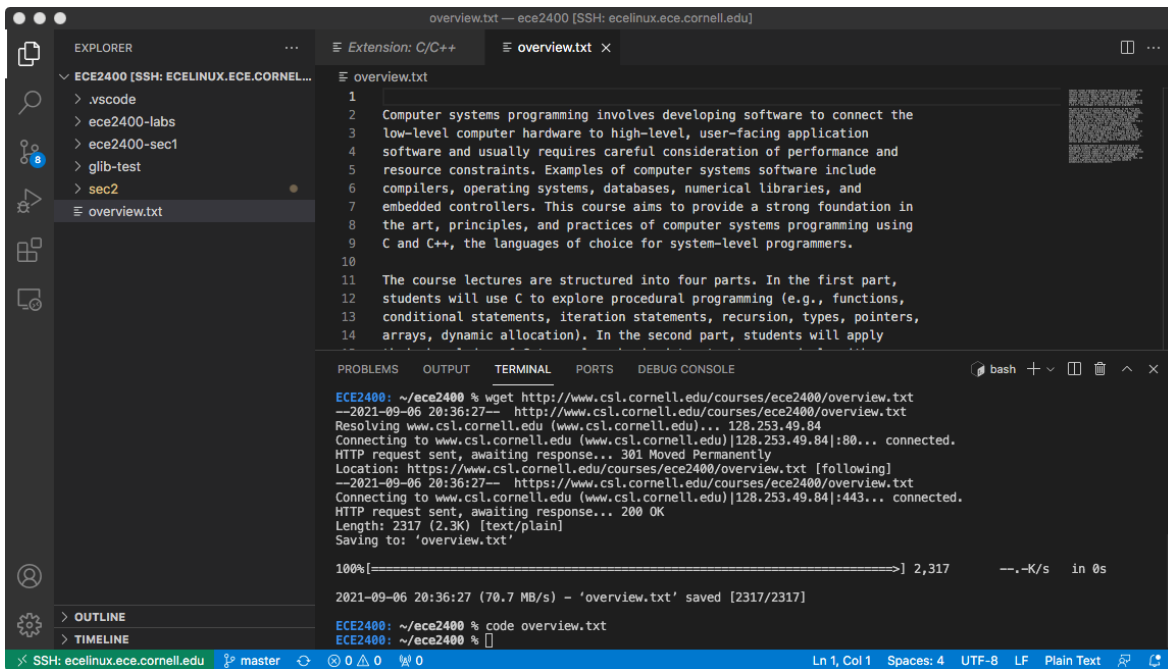 overview.txt — ece2400 [SSH: ecelinux.ece.cornell.edu]
EXPLORER
ECE2400 [SSH: ECELINUX.ECE.CORNEL...
.vscode
ece2400-labs
ece2400-sec1
glib-test
sec2
overview.txt
OUTLINE
TIMELINE
8
Extension: C/C++
overview.txt
overview.txt
1
2 Computer systems programming involves developing software to connect the
3 low-level computer hardware to high-level, user-facing application
4 software and usually requires careful consideration of performance and
5 resource constraints. Examples of computer systems software include
6 compilers, operating systems, databases, numerical libraries, and
7 embedded controllers. This course aims to provide a strong foundation in
8 the art, principles, and practices of computer systems programming using
9 C and C++, the languages of choice for system-level programmers.
10
11 The course lectures are structured into four parts. In the first part,
12 students will use C to explore procedural programming (e.g., functions,
13 conditional statements, iteration statements, recursion, types, pointers,
14 arrays, dynamic allocation). In the second part, students will apply
PROBLEMS OUTPUT TERMINAL PORTS DEBUG CONSOLE bash
ECE2400: ~/ece2400 % wget http://www.csl.cornell.edu/courses/ece2400/overview.txt
--2021-09-06 20:36:27-- http://www.csl.cornell.edu/courses/ece2400/overview.txt
Resolving www.csl.cornell.edu (www.csl.cornell.edu)... 128.253.49.84
Connecting to www.csl.cornell.edu (www.csl.cornell.edu)|128.253.49.84|:80... connected.
HTTP request sent, awaiting response... 301 Moved Permanently
Location: https://www.csl.cornell.edu/courses/ece2400/overview.txt [following]
--2021-09-06 20:36:27-- https://www.csl.cornell.edu/courses/ece2400/overview.txt
Connecting to www.csl.cornell.edu (www.csl.cornell.edu)|128.253.49.84|:443... connected.
HTTP request sent, awaiting response... 200 OK
Length: 2317 (2.3K) [text/plain]
Saving to: ‘overview.txt’
100%[=========================================================================>] 2,317 --.-K/s in 0s
2021-09-06 20:36:27 (70.7 MB/s) - ‘overview.txt’ saved [2317/2317]
ECE2400: ~/ece2400 % code overview.txt
ECE2400: ~/ece2400 %
SSH: ecelinux.ece.cornell.edu master 0 0 0 Ln 1, Col 1 Spaces: 4 UTF-8 LF Plain Text